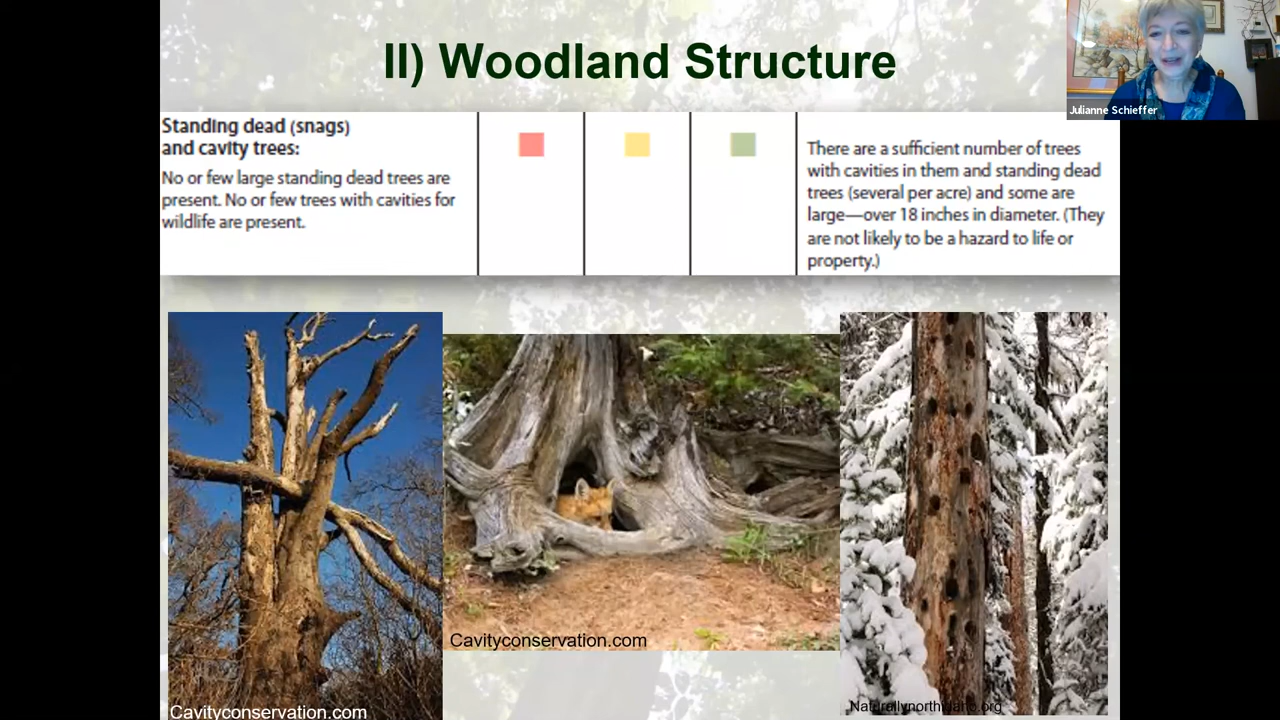 II) Woodland Structure
Julianne Schieffer
Standing dead (snags)
and cavity trees:
No or few large standing dead trees are
present. No or few trees with cavities for
wildlife are present.
There are a sufficient number of trees
with cavities in them and standing dead
trees (several per acre) and some are
large—over 18 inches in diameter. (They
are not likely to be a hazard to life or
property.)
Cavityconservation.com
Cavityconservation.com